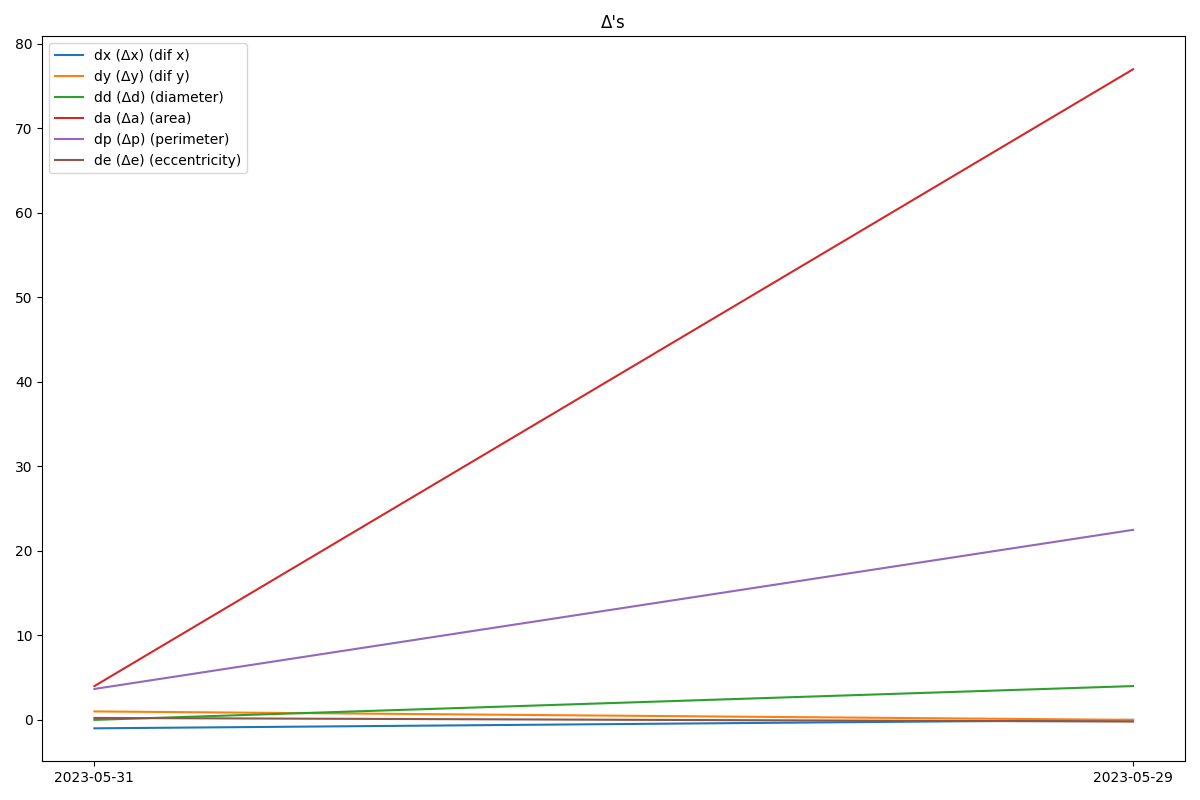 Δ's
dx (Δx) (dif x)
dy (Δy) (dif y)
dd (Δd) (diameter)
da (Δa) (area)
dp (Δp) (perimeter)
de (Δe) (eccentricity)
80
70
60
50
40
30
20
10
0
2023-05-31 2023-05-29